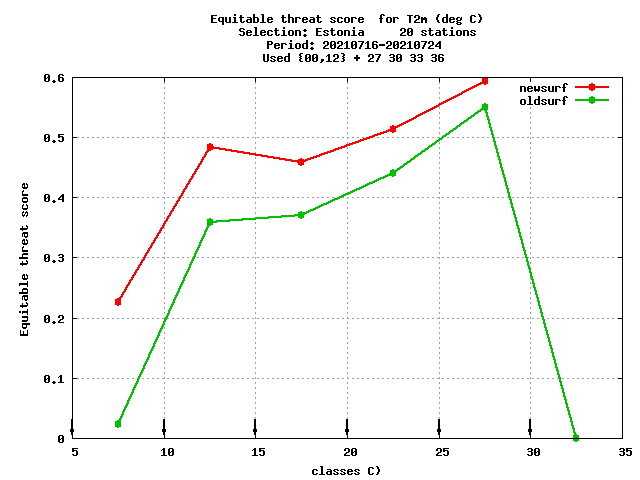 Equitable threat score  for T2m (deg C)
Selection: Estonia     20 stations
Period: 20210716-20210724
Used {00,12} + 27 30 33 36
newsurf
oldsurf
Equitable threat score
0.6
0.5
0.4
0.3
0.2
0.1
0
5 10 15 20 25 30 35
classes C)